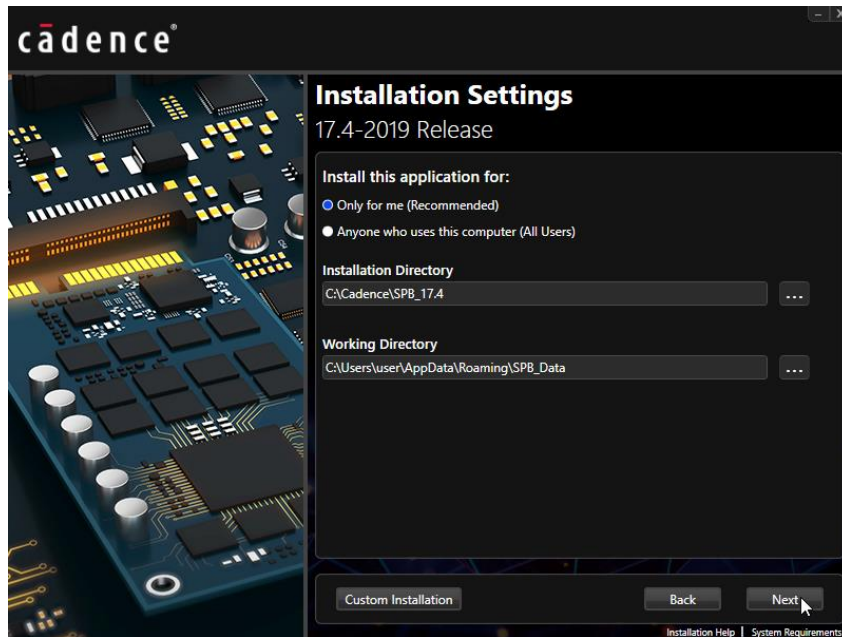 cādence®
Installation Settings
17.4-2019 Release
Install this application for:
Only for me (Recommended)
Anyone who uses this computer (All Users)
Installation Directory
C:\Cadence\SPB_17.4
...
Working Directory
C:\Users\user\AppData\Roaming\SPB_Data
...
Custom Installation
Back
Next
Installation Help | System Requirements